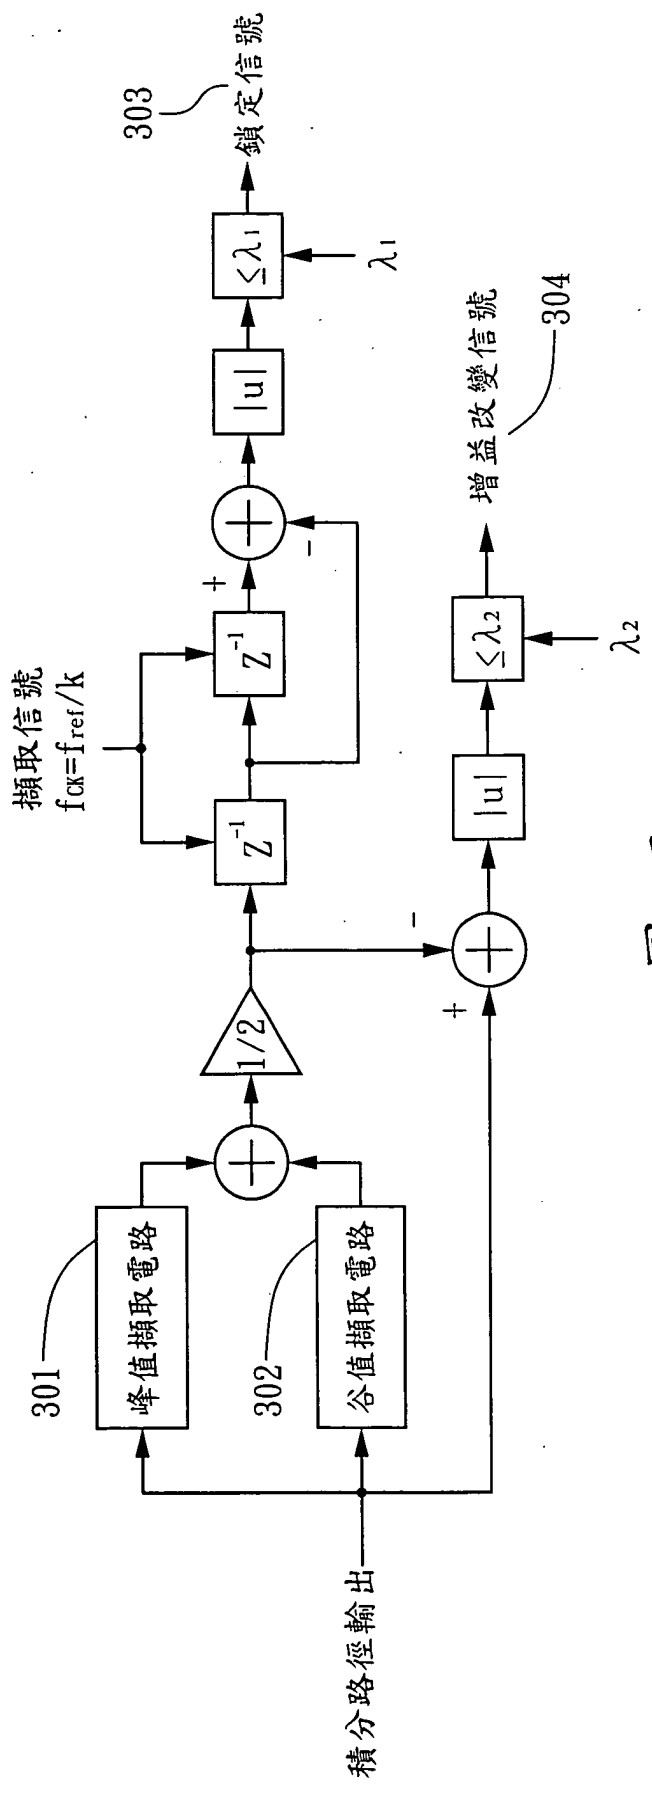 積分路徑輸出
301
峰值擷取電路
302
谷值擷取電路
1/2
擷取信號
fCK=fref/k
Z⁻¹
Z⁻¹
+
-
|u|
≤λ1
λ1
303
鎖定信號
+
-
|u|
≤λ2
λ2
304
增益改變信號